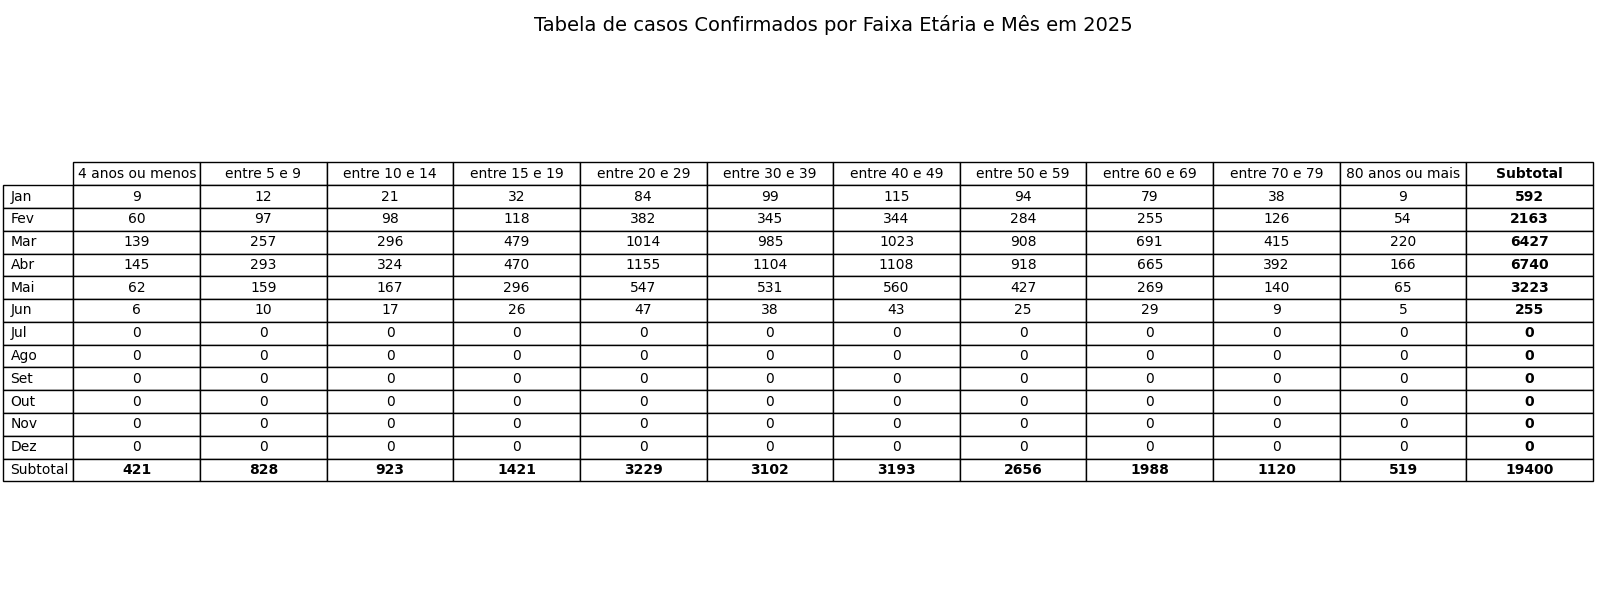 Tabela de casos Confirmados por Faixa Etária e Mês em 2025
4 anos ou menos entre 5 e 9 entre 10 e 14 entre 15 e 19 entre 20 e 29 entre 30 e 39 entre 40 e 49 entre 50 e 59 entre 60 e 69 entre 70 e 79 80 anos ou mais Subtotal
Jan 9 12 21 32 84 99 115 94 79 38 9 592
Fev 60 97 98 118 382 345 344 284 255 126 54 2163
Mar 139 257 296 479 1014 985 1023 908 691 415 220 6427
Abr 145 293 324 470 1155 1104 1108 918 665 392 166 6740
Mai 62 159 167 296 547 531 560 427 269 140 65 3223
Jun 6 10 17 26 47 38 43 25 29 9 5 255
Jul 0 0 0 0 0 0 0 0 0 0 0 0
Ago 0 0 0 0 0 0 0 0 0 0 0 0
Set 0 0 0 0 0 0 0 0 0 0 0 0
Out 0 0 0 0 0 0 0 0 0 0 0 0
Nov 0 0 0 0 0 0 0 0 0 0 0 0
Dez 0 0 0 0 0 0 0 0 0 0 0 0
Subtotal 421 828 923 1421 3229 3102 3193 2656 1988 1120 519 19400